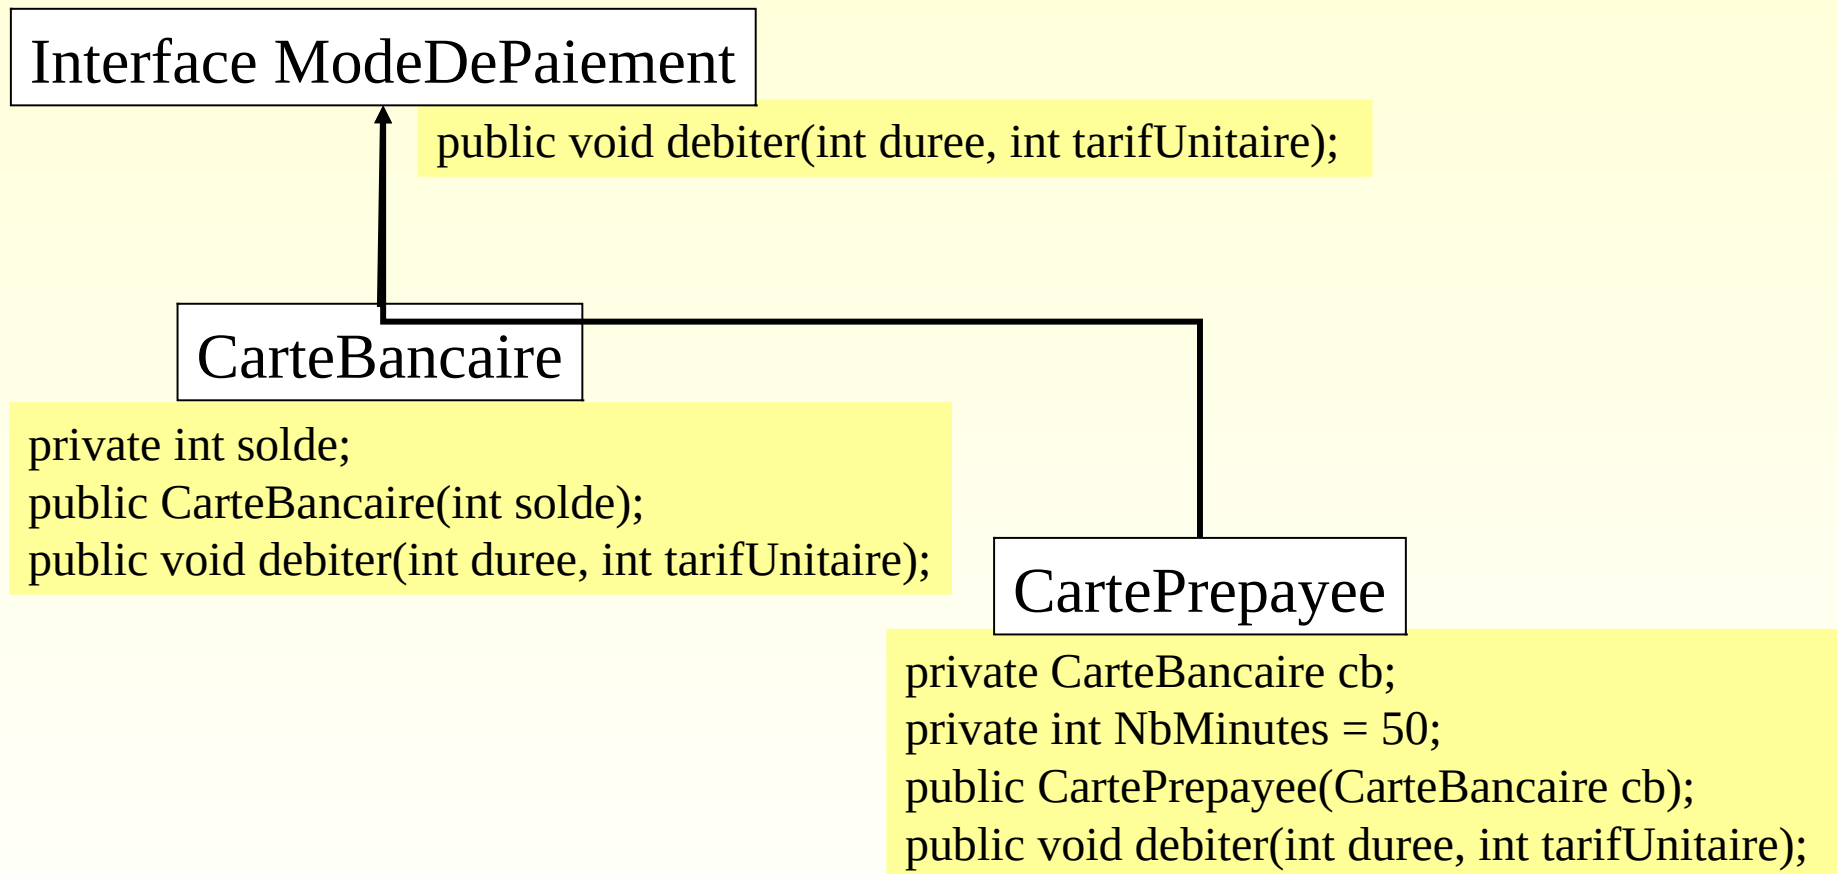 Interface ModeDePaiement
public void debiter(int duree, int tarifUnitaire);
CarteBancaire
private int solde;
public CarteBancaire(int solde);
public void debiter(int duree, int tarifUnitaire);
CartePrepayee
private CarteBancaire cb;
private int NbMinutes = 50;
public CartePrepayee(CarteBancaire cb);
public void debiter(int duree, int tarifUnitaire);